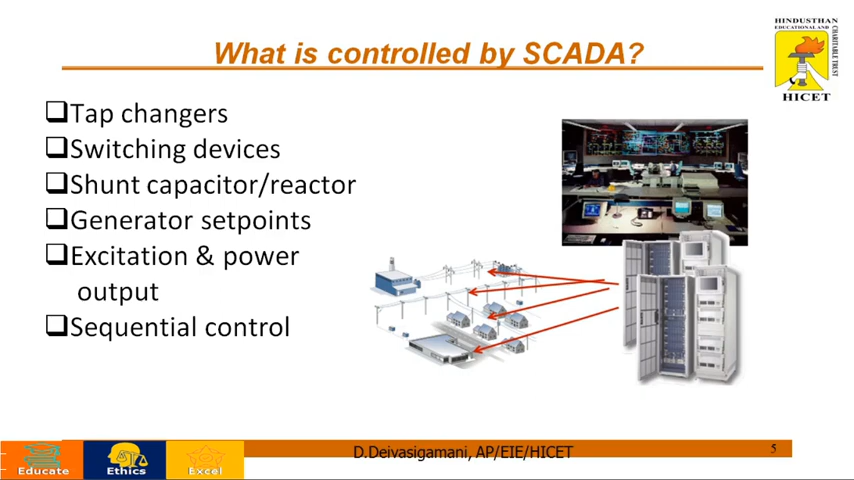 What is controlled by SCADA?
HINDUSTHAN
EDUCATIONAL AND
CHARITABLE TRUST
HICET
Tap changers
Switching devices
Shunt capacitor/reactor
Generator setpoints
Excitation & power
output
Sequential control
Educate
Ethics
Excel
D.Deivasigamani, AP/EIE/HICET
5